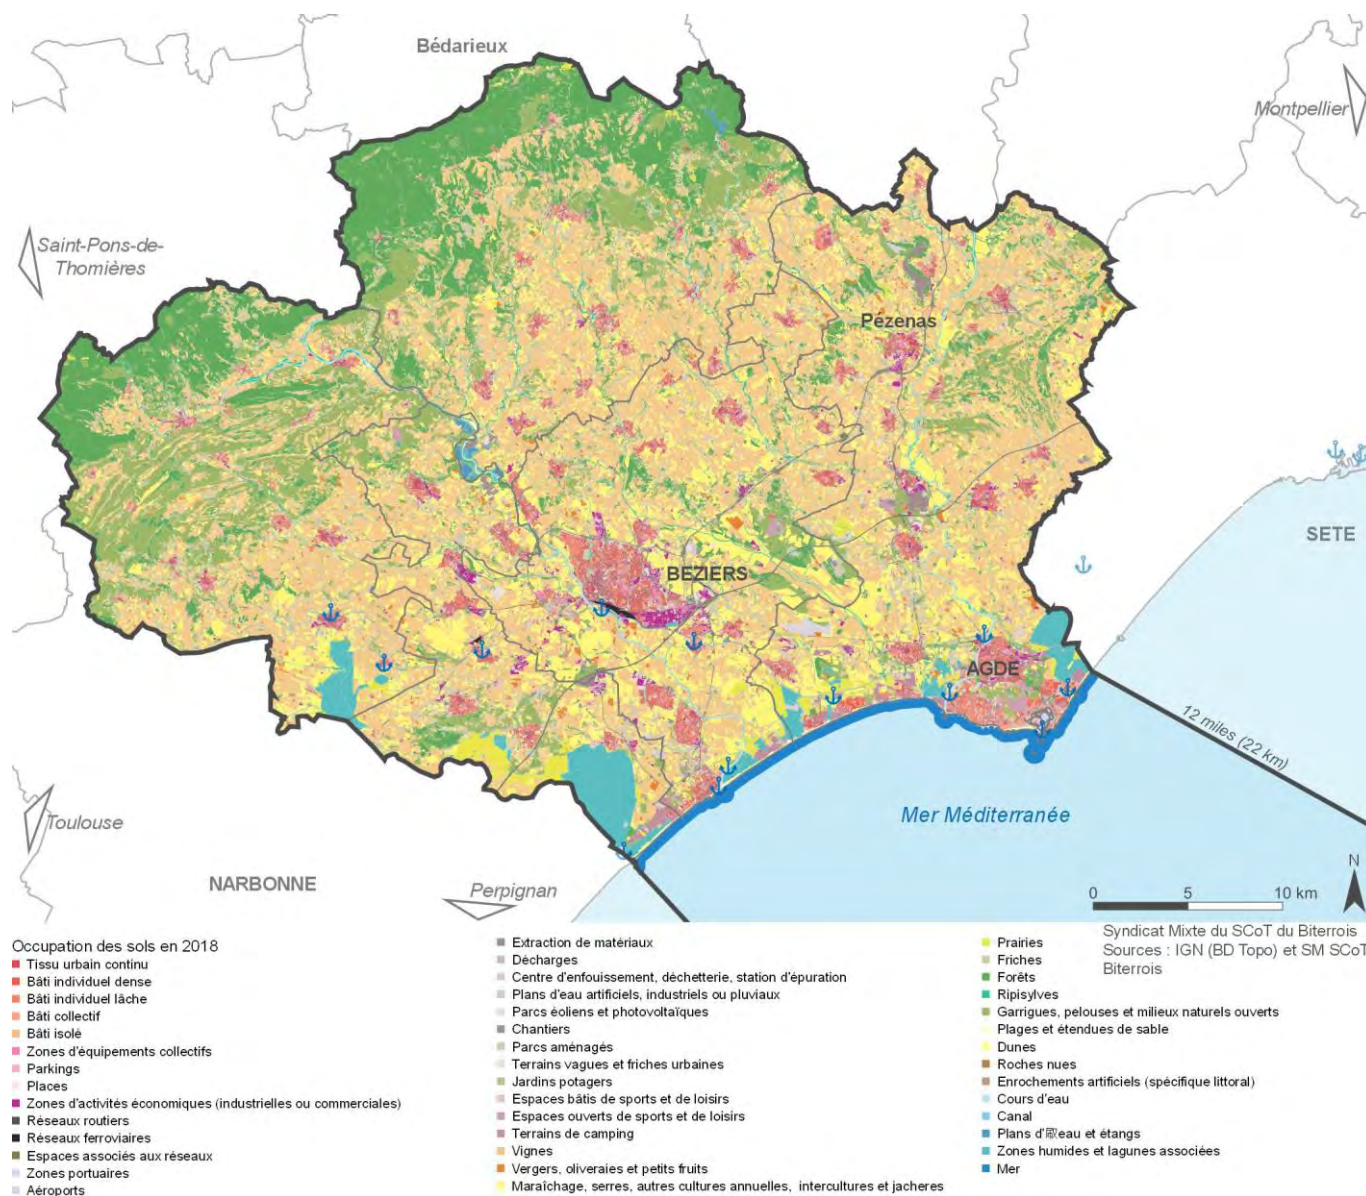 Bédarieux
Montpellier
Saint-Pons-de-
Thomières
Pézenas
SETE
BEZIERS
AGDE
12 miles (22 km)
Mer Méditerranée
Toulouse
NARBONNE
Perpignan
N
0 5 10 km
Syndicat Mixte du SCoT du Biterrois
Sources : IGN (BD Topo) et SM SCoT
Biterrois
Occupation des sols en 2018
Tissu urbain continu
Bâti individuel dense
Bâti individuel lâche
Bâti collectif
Bâti isolé
Zones d'équipements collectifs
Parkings
Places
Zones d'activités économiques (industrielles ou commerciales)
Réseaux routiers
Réseaux ferroviaires
Espaces associés aux réseaux
Zones portuaires
Aéroports
Extraction de matériaux
Décharges
Centre d'enfouissement, déchetterie, station d'épuration
Plans d'eau artificiels, industriels ou pluviaux
Parcs éoliens et photovoltaïques
Chantiers
Parcs aménagés
Terrains vagues et friches urbaines
Jardins potagers
Espaces bâtis de sports et de loisirs
Espaces ouverts de sports et de loisirs
Terrains de camping
Vignes
Vergers, oliveraies et petits fruits
Maraîchage, serres, autres cultures annuelles, intercultures et jacheres
Prairies
Friches
Forêts
Ripisylves
Garrigues, pelouses et milieux naturels ouverts
Plages et étendues de sable
Dunes
Roches nues
Enrochements artificiels (spécifique littoral)
Cours d'eau
Canal
Plans et étangs
Zones humides et lagunes associées
Mer